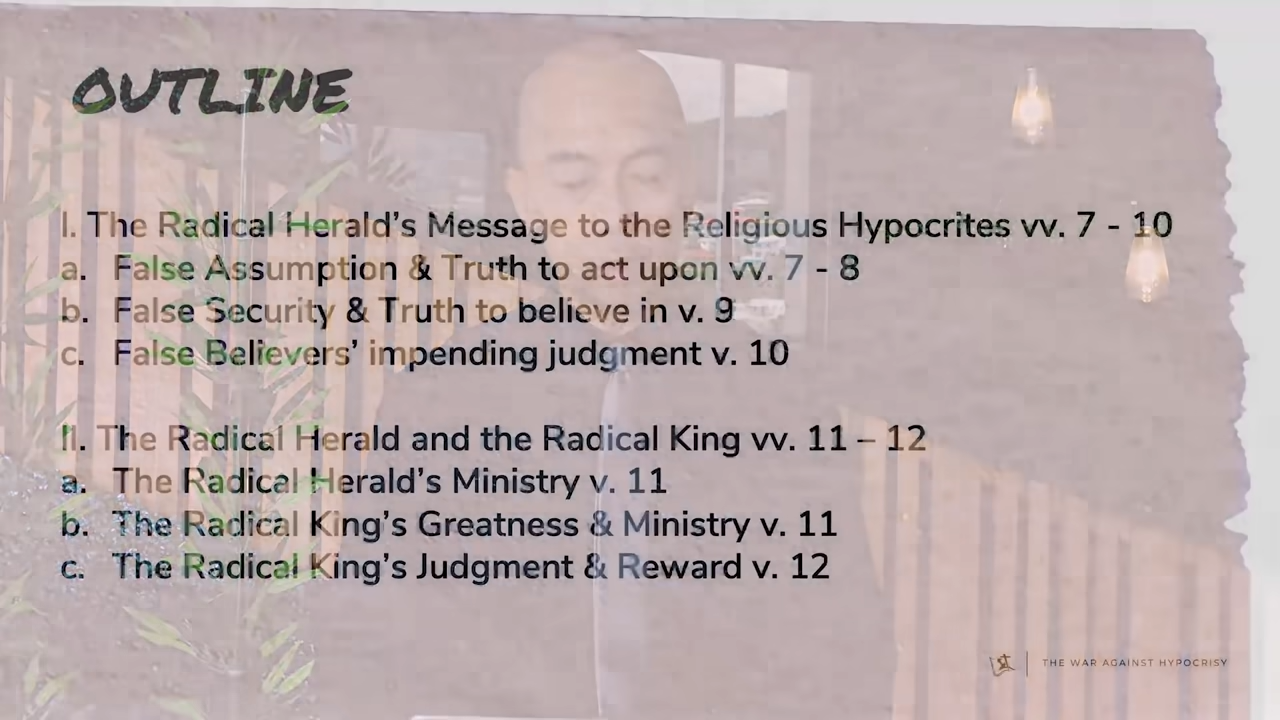 OUTLINE
I. The Radical Herald's Message to the Religious Hypocrites vv. 7 - 10
a. False Assumption & Truth to act upon vv. 7 - 8
b. False Security & Truth to believe in v. 9
c. False Believers' impending judgment v. 10
II. The Radical Herald and the Radical King vv. 11 – 12
a. The Radical Herald's Ministry v. 11
b. The Radical King's Greatness & Ministry v. 11
c. The Radical King's Judgment & Reward v. 12
THE WAR AGAINST HYPOCRISY